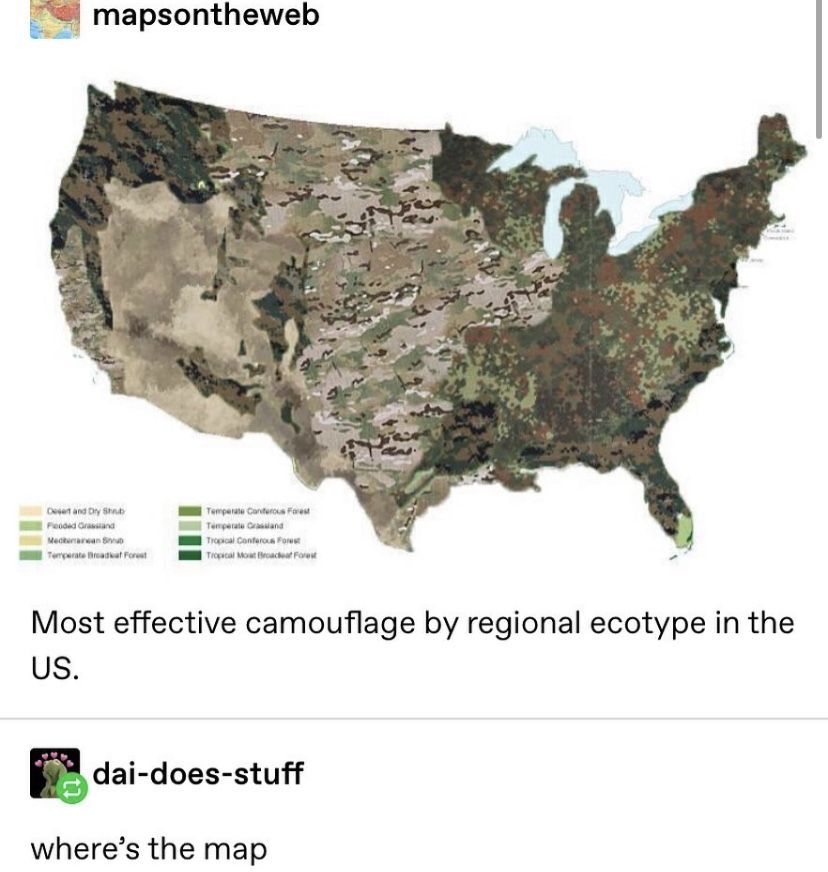 mapsontheweb
Desert and Dry Shrub
Flooded Grassland
Mediterranean Shrub
Temperate Broadleaf Forest
Temperate Coniferous Forest
Temperate Grassland
Tropical Coniferous Forest
Tropical Moist Broadleaf Forest
Most effective camouflage by regional ecotype in the
US.
dai-does-stuff
where's the map